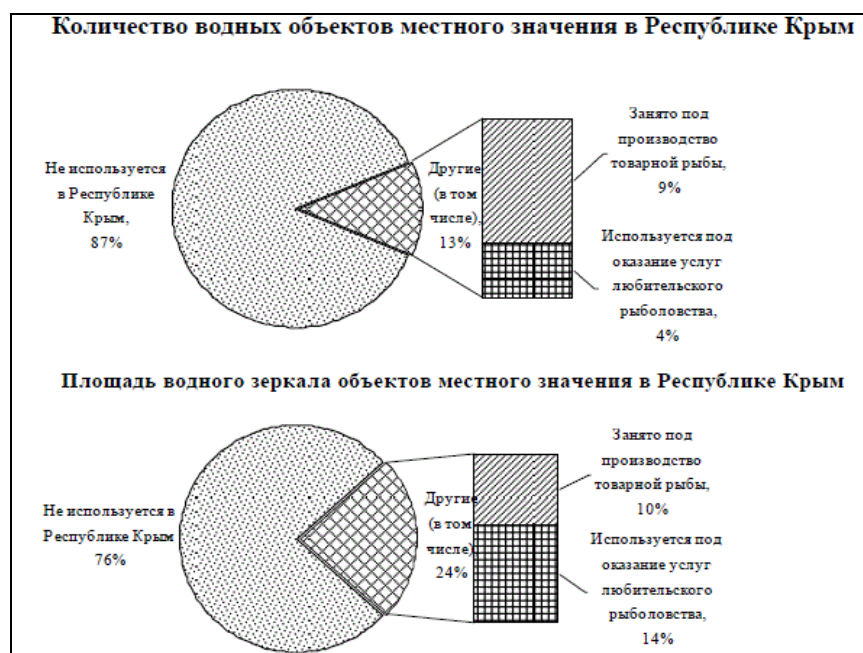 Количество водных объектов местного значения в Республике Крым
Не используется
в Республике
Крым,
87%
Другие
(в том
числе),
13%
Занято под
производство
товарной рыбы,
9%
Используется под
оказание услуг
любительского
рыболовства,
4%
Площадь водного зеркала объектов местного значения в Республике Крым
Не используется в
Республике Крым
76%
Другие
(в том
числе)
24%
Занято под
производство
товарной рыбы,
10%
Используется под
оказание услуг
любительского
рыболовства,
14%